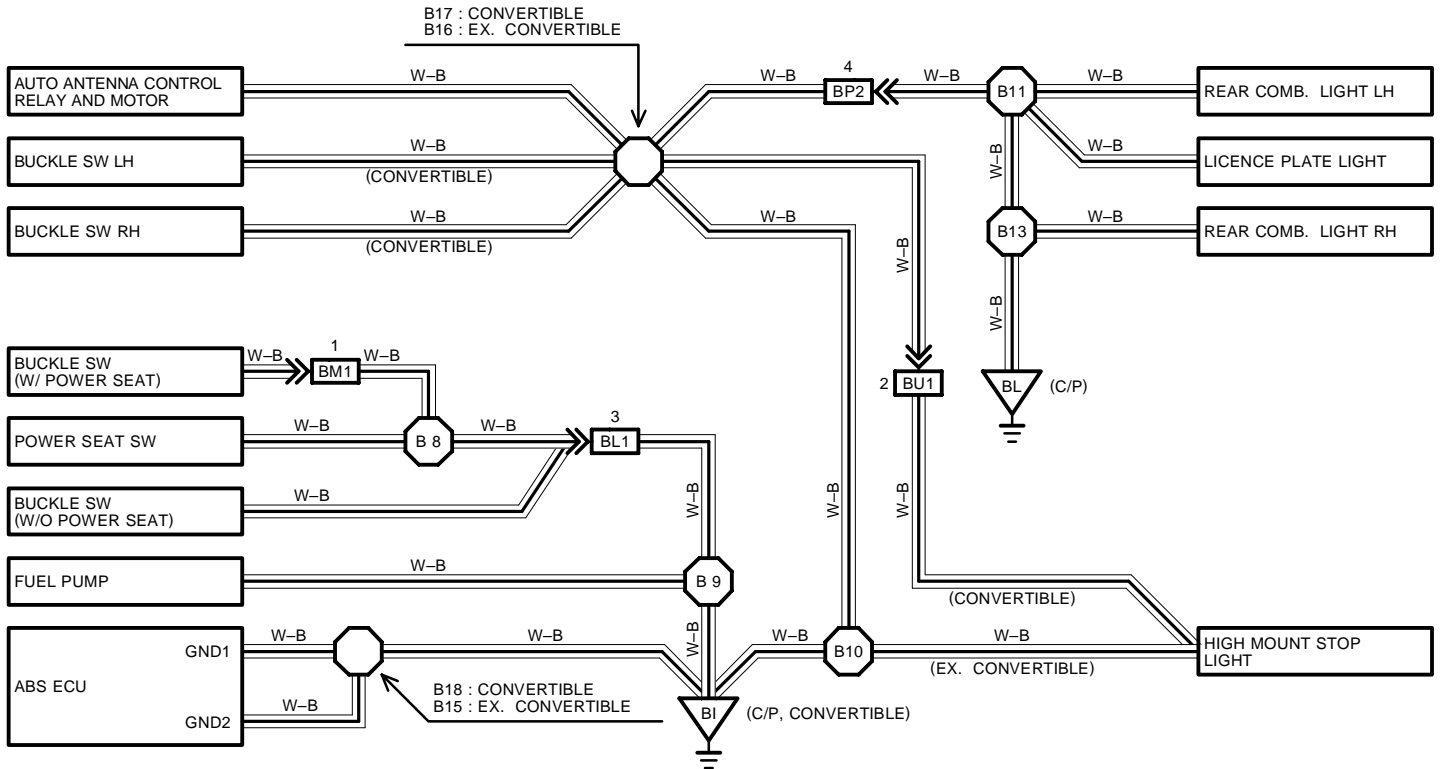 B17 : CONVERTIBLE
B16 : EX. CONVERTIBLE
AUTO ANTENNA CONTROL
RELAY AND MOTOR
W–B
W–B
4
BP2
W–B
B11
W–B
REAR COMB. LIGHT LH
BUCKLE SW LH
W–B
(CONVERTIBLE)
W–B
W–B
LICENCE PLATE LIGHT
BUCKLE SW RH
W–B
(CONVERTIBLE)
W–B
W–B
B13
W–B
REAR COMB. LIGHT RH
W–B
BUCKLE SW
(W/ POWER SEAT)
W–B
1
BM1
W–B
2
BU1
BL
(C/P)
POWER SEAT SW
W–B
B 8
W–B
3
BL1
BUCKLE SW
(W/O POWER SEAT)
W–B
W–B
W–B
W–B
FUEL PUMP
W–B
B 9
(CONVERTIBLE)
ABS ECU
GND1
W–B
W–B
W–B
W–B
B10
W–B
(EX. CONVERTIBLE)
HIGH MOUNT STOP
LIGHT
GND2
W–B
B18 : CONVERTIBLE
B15 : EX. CONVERTIBLE
BI
(C/P, CONVERTIBLE)